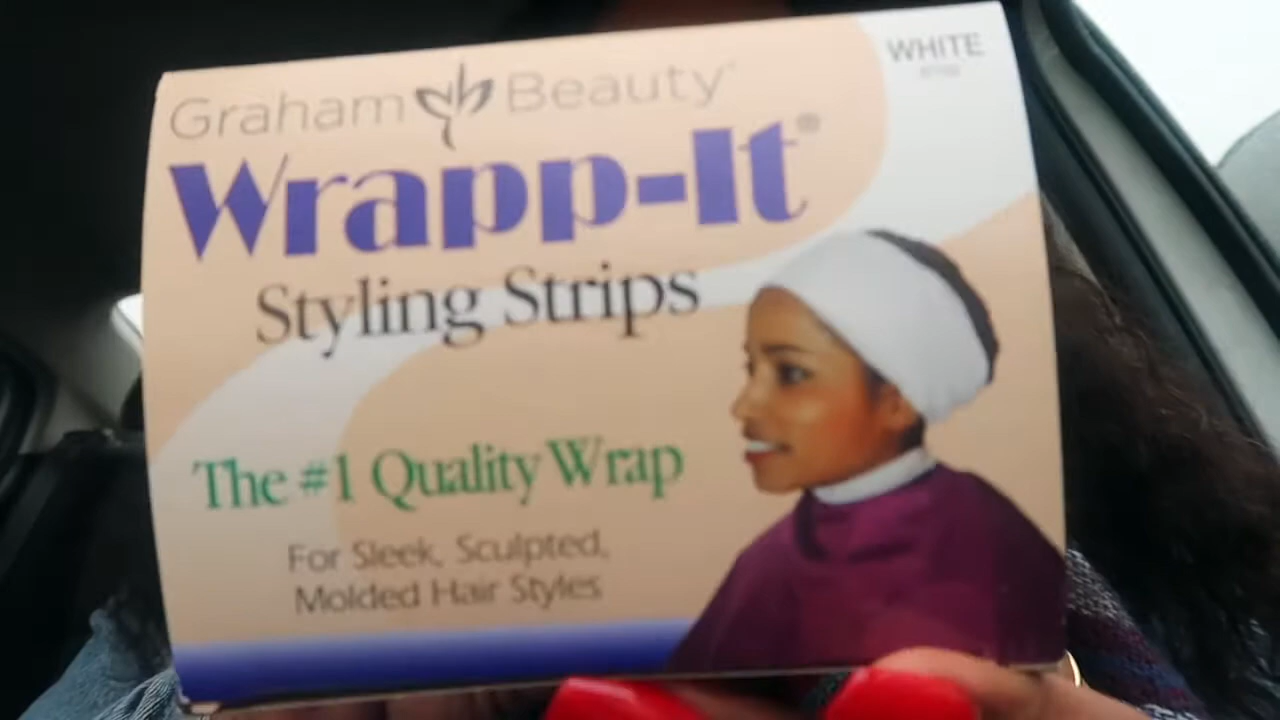 Graham Beauty
WHITE
Wrapp-It®
Styling Strips
The #1 Quality Wrap
For Sleek, Sculpted,
Molded Hair Styles